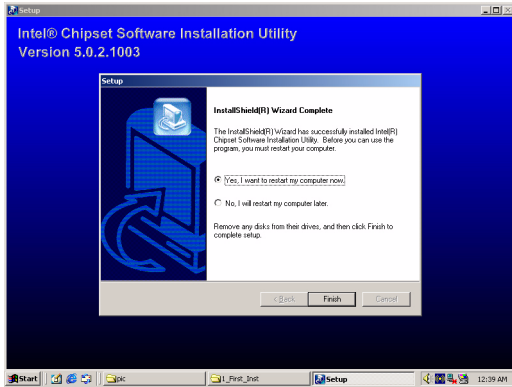 Setup
Intel® Chipset Software Installation Utility
Version 5.0.2.1003
Setup
InstallShield(R) Wizard Complete
The InstallShield(R) Wizard has successfully installed Intel(R)
Chipset Software Installation Utility. Before you can use the
program, you must restart your computer.
Yes, I want to restart my computer now.
No, I will restart my computer later.
Remove any disks from their drives, and then click Finish to
complete setup.
< Back
Finish
Cancel
Start
pic
1_First_Inst
Setup
12:39 AM